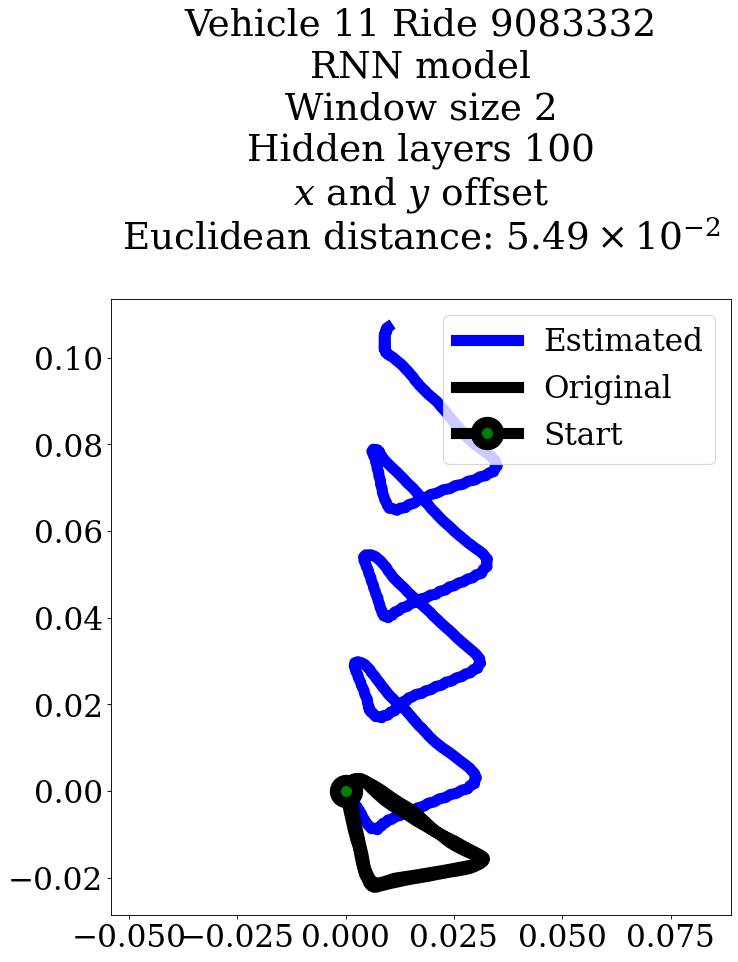 Vehicle 11 Ride 9083332
RNN model
Window size 2
Hidden layers 100
x and y offset
Euclidean distance: 5.49 × 10⁻²
Estimated
Original
Start
0.10
0.08
0.06
0.04
0.02
0.00
−0.02
−0.050 −0.025 0.000 0.025 0.050 0.075